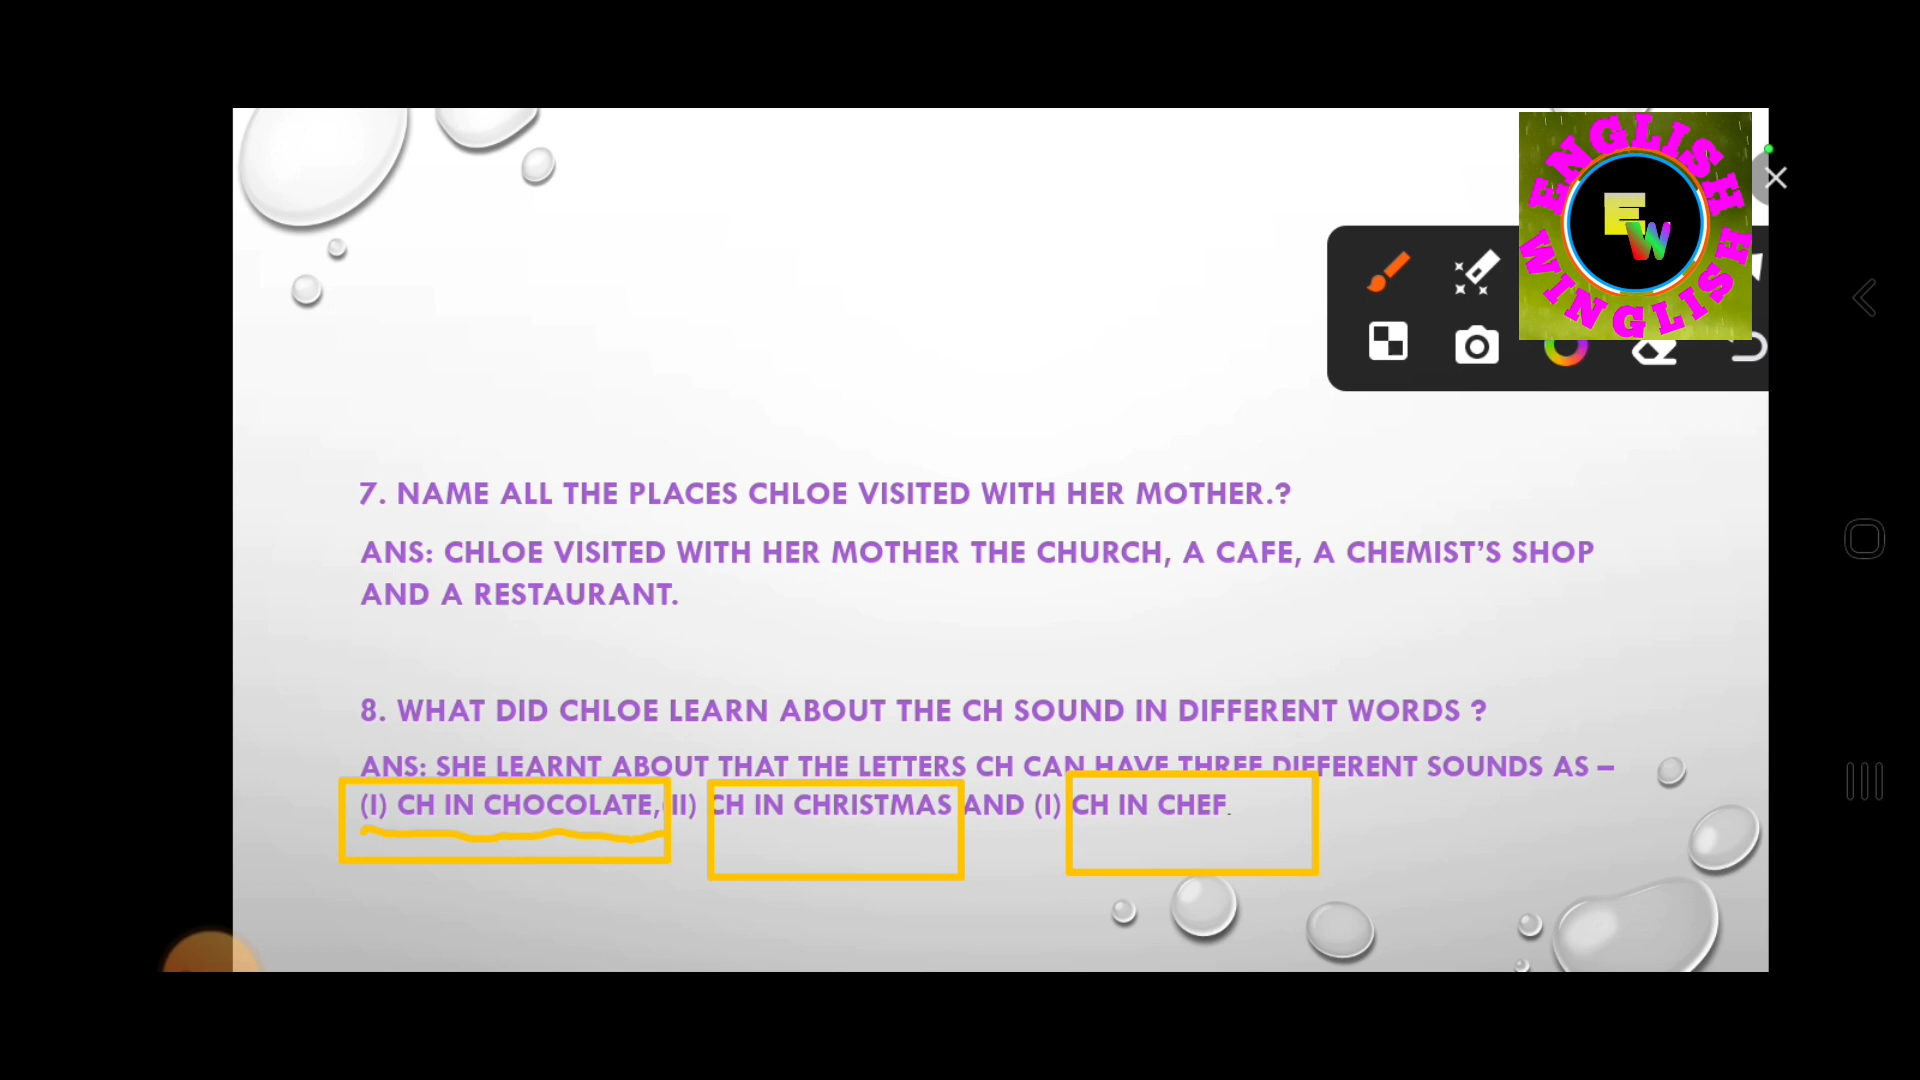 ENGLISH
EW
WINGLISH
7. NAME ALL THE PLACES CHLOE VISITED WITH HER MOTHER.?
ANS: CHLOE VISITED WITH HER MOTHER THE CHURCH, A CAFE, A CHEMIST’S SHOP
AND A RESTAURANT.
8. WHAT DID CHLOE LEARN ABOUT THE CH SOUND IN DIFFERENT WORDS ?
ANS: SHE LEARNT ABOUT THAT THE LETTERS CH CAN HAVE THREE DIFFERENT SOUNDS AS –
(I) CH IN CHOCOLATE,(II) CH IN CHRISTMAS AND (I) CH IN CHEF.